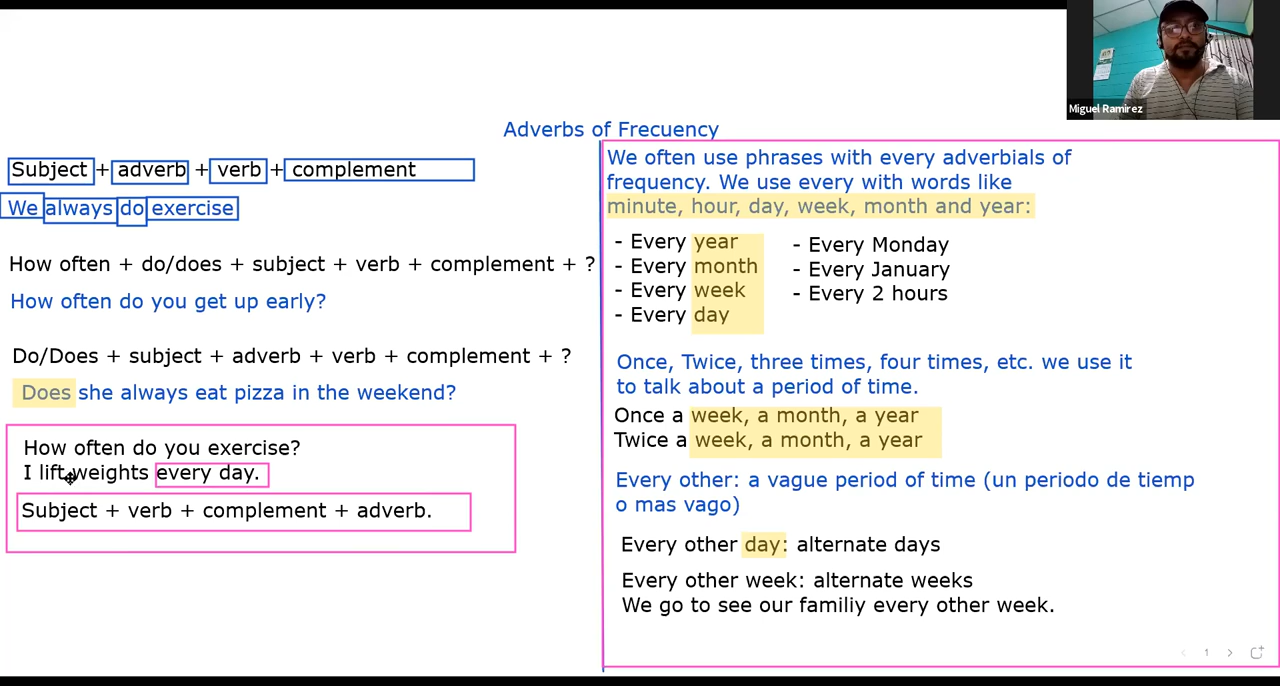 Miguel Ramirez
Adverbs of Frecuency
Subject + adverb + verb + complement
We always do exercise
How often + do/does + subject + verb + complement + ?
How often do you get up early?
Do/Does + subject + adverb + verb + complement + ?
Does she always eat pizza in the weekend?
How often do you exercise?
I lift weights every day.
Subject + verb + complement + adverb.
We often use phrases with every adverbials of
frequency. We use every with words like
minute, hour, day, week, month and year:
- Every year
- Every month
- Every week
- Every day
- Every Monday
- Every January
- Every 2 hours
Once, Twice, three times, four times, etc. we use it
to talk about a period of time.
Once a week, a month, a year
Twice a week, a month, a year
Every other: a vague period of time (un periodo de tiemp
o mas vago)
Every other day: alternate days
Every other week: alternate weeks
We go to see our familiy every other week.
1